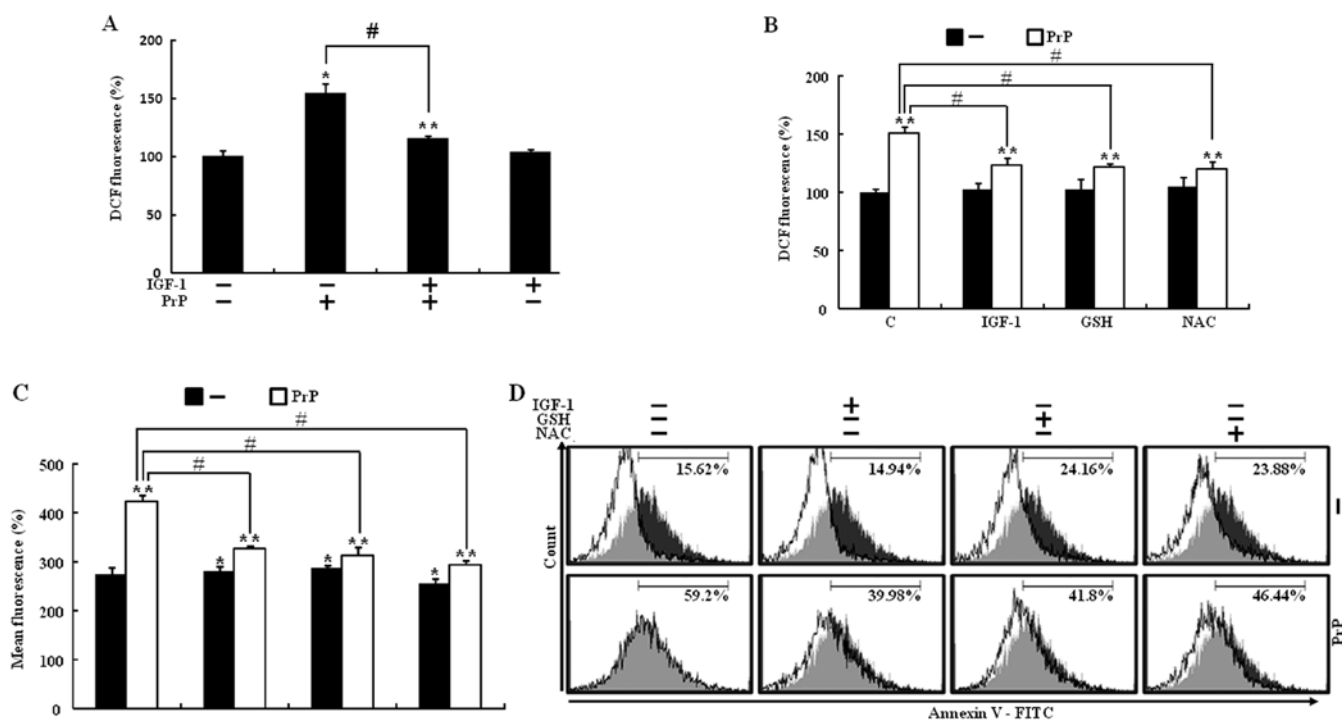 A
#
DCF fluorescence (%)
200
150
100
50
0
*
**
IGF-1 − − + +
PrP − + + −
B
− PrP
#
#
#
DCF fluorescence (%)
200
150
100
50
0
** ** ** **
C IGF-1 GSH NAC
C
− PrP
#
#
#
Mean fluorescence (%)
500
400
300
200
100
0
** * ** * ** * **
D
IGF-1 − + − −
GSH − − + −
NAC − − − +
15.62% 14.94% 24.16% 23.88% −
59.2% 39.98% 41.8% 46.44% PrP
Count
Annexin V - FITC